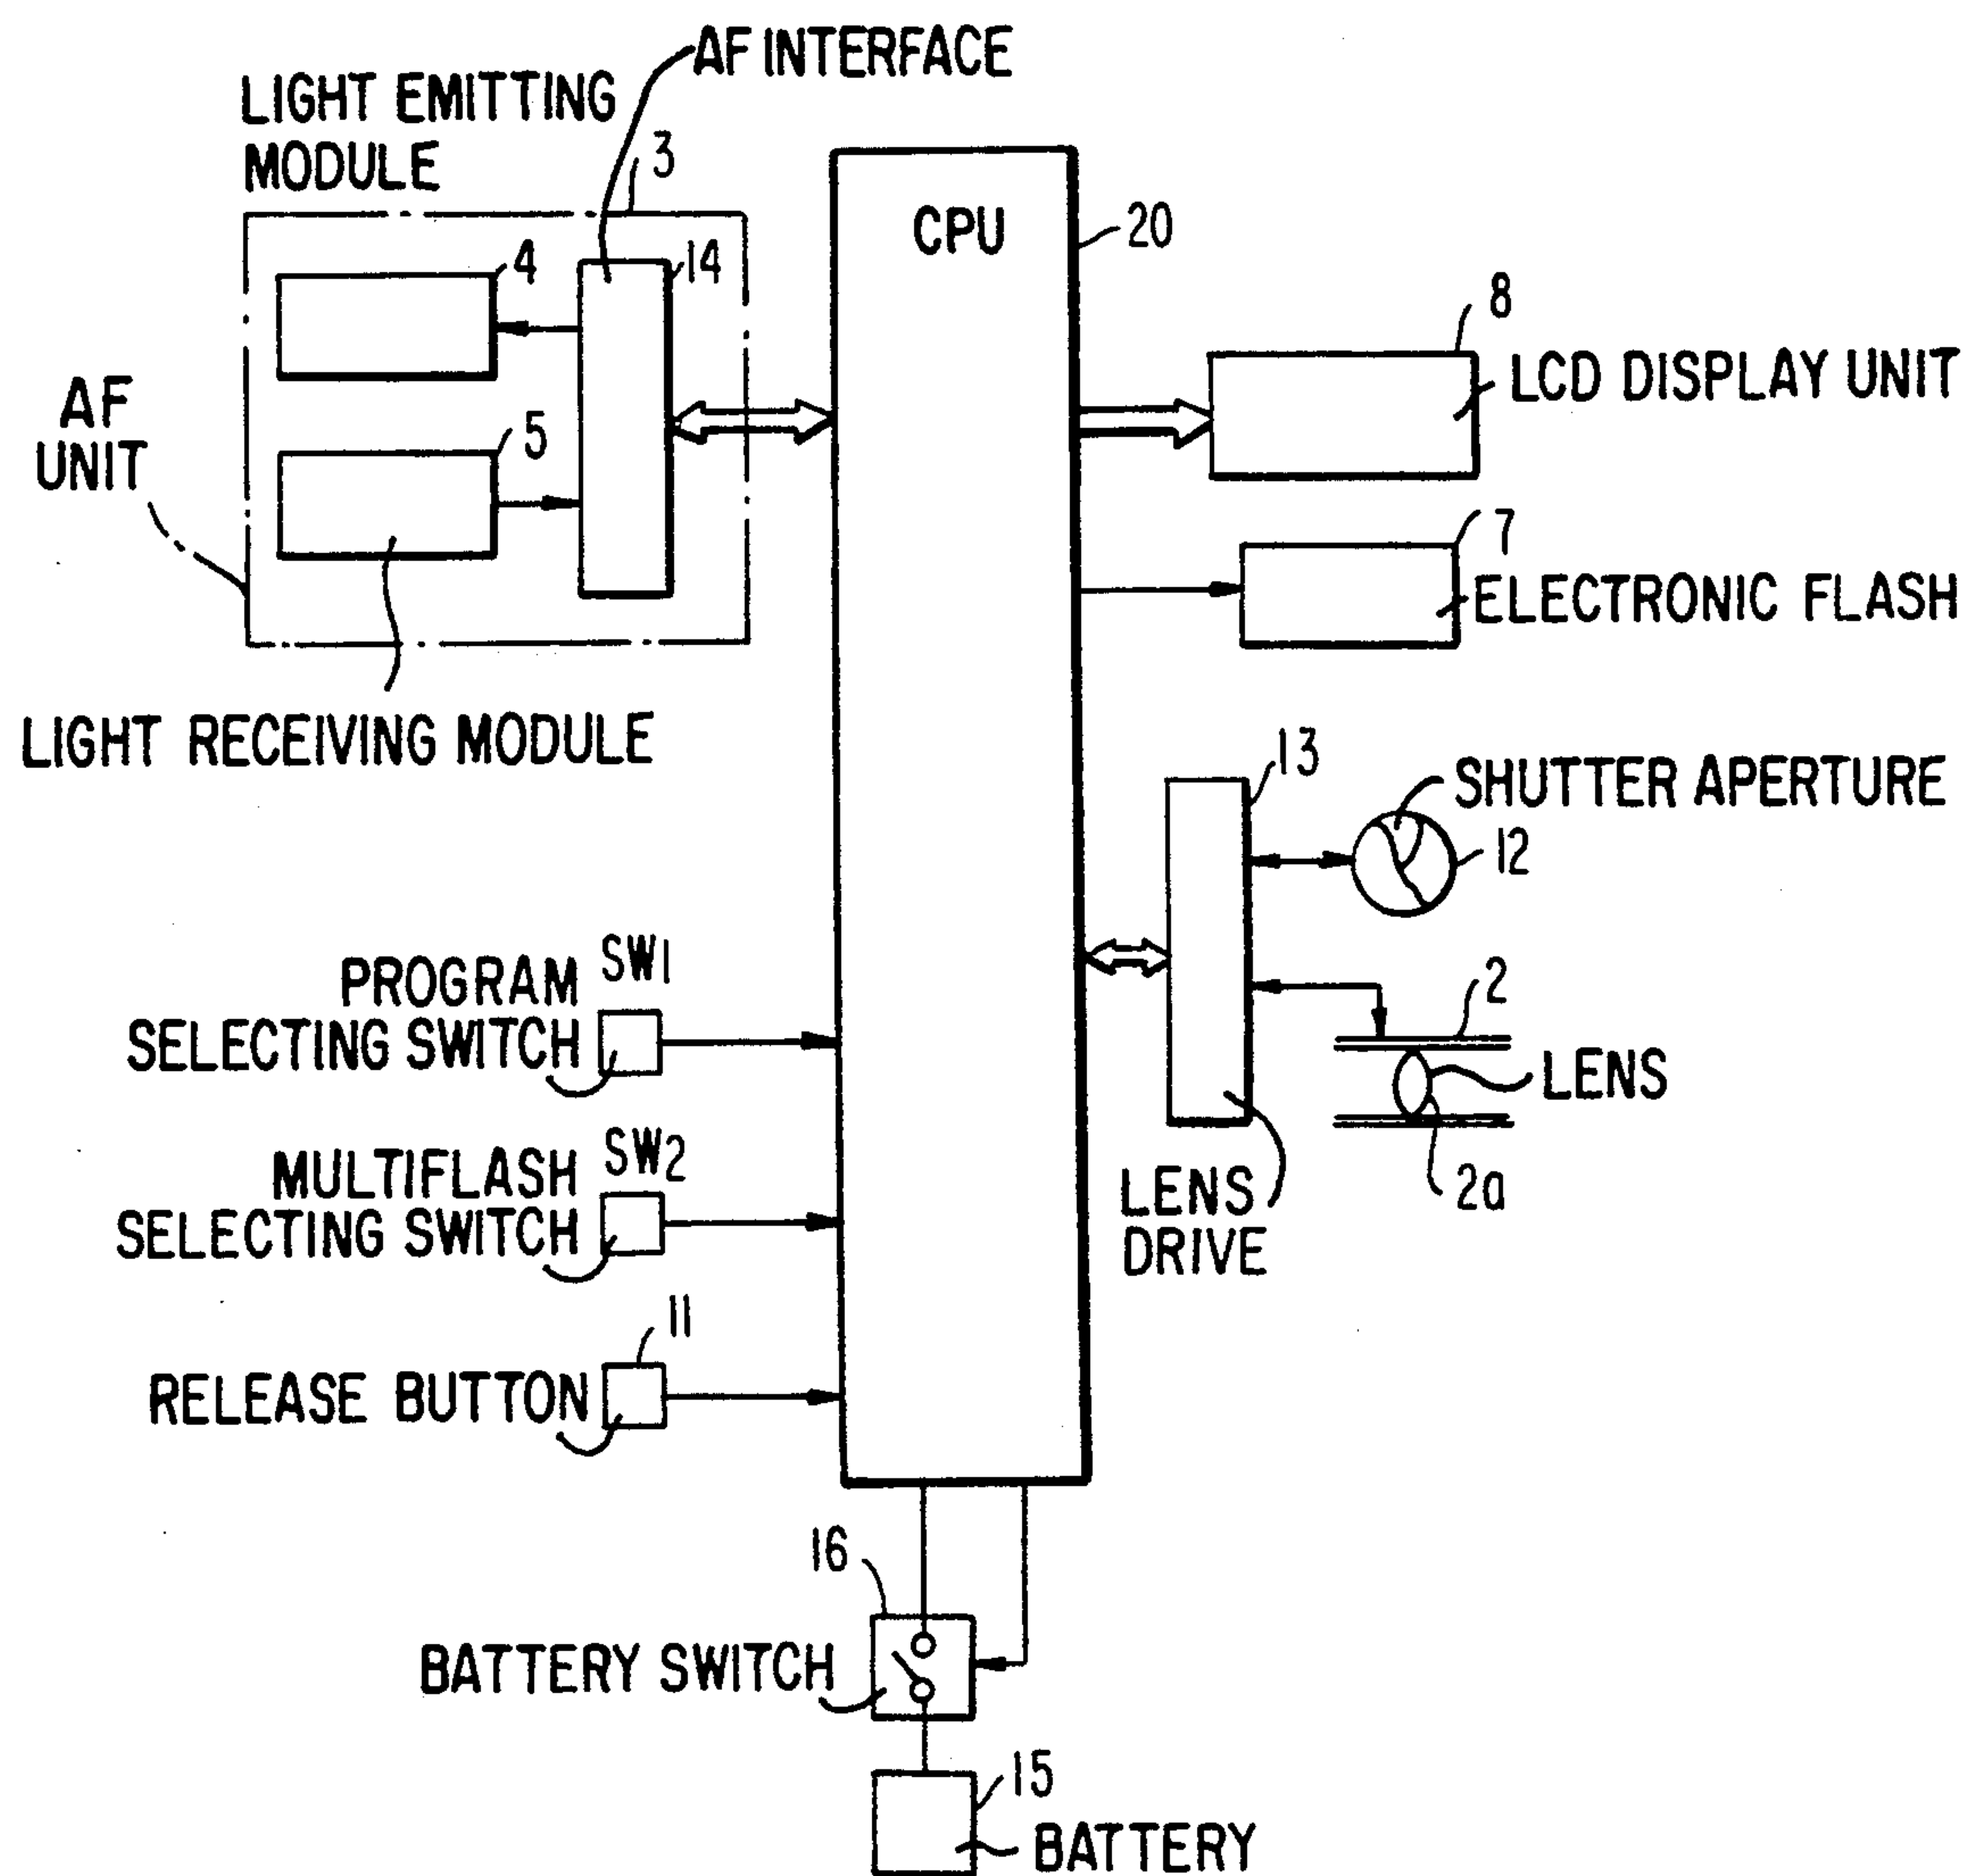 AF INTERFACE
LIGHT EMITTING
MODULE
3
CPU
20
4
14
8
LCD DISPLAY UNIT
AF
UNIT
5
7
ELECTRONIC FLASH
LIGHT RECEIVING MODULE
13
SHUTTER APERTURE
12
PROGRAM SW1
SELECTING SWITCH
2
LENS
MULTIFLASH SW2
SELECTING SWITCH
2a
LENS
DRIVE
11
RELEASE BUTTON
16
BATTERY SWITCH
15
BATTERY